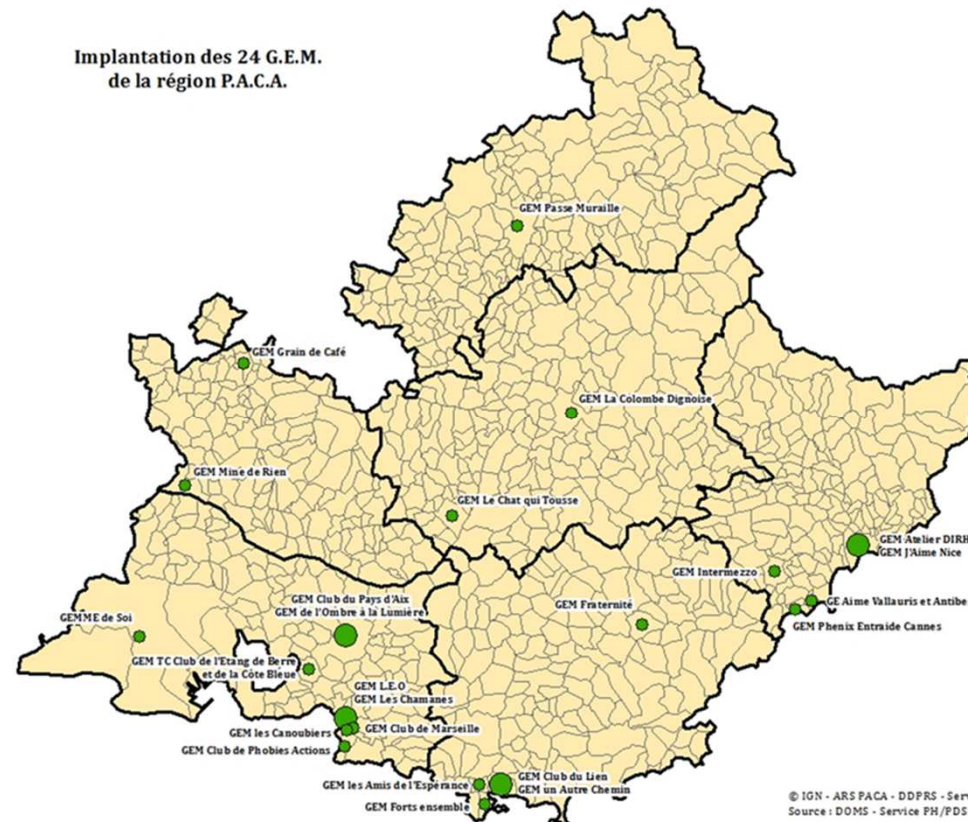 Implantation des 24 G.E.M.
de la région P.A.C.A.
GEM Passe Muraille
GEM Grain de Café
GEM La Colombe Dignoise
GEM Mine de Rien
GEM Le Chat qui Tousse
GEM Atelier DIRH
GEM J'Aime Nice
GEM Intermezzo
GEM Club du Pays d'Aix
GEM de l'Ombre à la Lumière
GEM Fraternité
GE Aime Vallauris et Antibe
GEMME de Soi
GEM Phenix Entraide Cannes
GEM TC Club de l'Etang de Berre
et de la Côte Bleue
GEM L.E.O
GEM Les Chamanes
GEM les Canoubiers
GEM Club de Marseille
GEM Club de Phobies Actions
GEM les Amis de l'Espérance
GEM Club du Lien
GEM un Autre Chemin
GEM Forts ensemble
© IGN - ARS PACA - DDPRS - Serv
Source : DOMS - Service PH/PDS